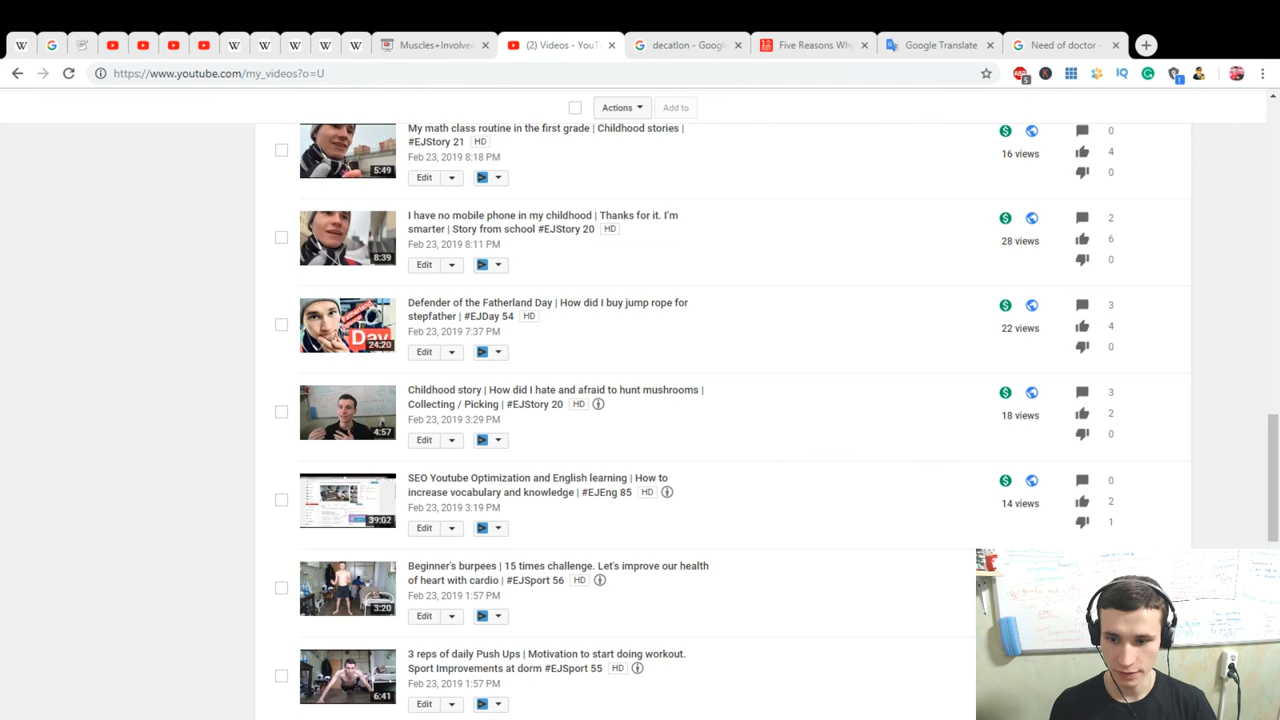 Muscles+Involve
(2) Videos - YouT
decatlon - Google
Five Reasons Why
Google Translate
Need of doctor -
https://www.youtube.com/my_videos?o=U
ABP
5
IQ
Actions
Add to
My math class routine in the first grade | Childhood stories |
#EJStory 21 HD
Feb 23, 2019 8:18 PM
5:49
Edit
16 views
0
4
0
I have no mobile phone in my childhood | Thanks for it. I'm
smarter | Story from school #EJStory 20 HD
Feb 23, 2019 8:11 PM
8:39
Edit
28 views
2
6
0
Defender of the Fatherland Day | How did I buy jump rope for
stepfather | #EJDay 54 HD
Feb 23, 2019 7:37 PM
Day
24:20
Edit
22 views
3
4
0
Childhood story | How did I hate and afraid to hunt mushrooms |
Collecting / Picking | #EJStory 20 HD
Feb 23, 2019 3:29 PM
4:57
Edit
18 views
3
2
0
SEO Youtube Optimization and English learning | How to
increase vocabulary and knowledge | #EJEng 85 HD
Feb 23, 2019 3:19 PM
39:02
Edit
14 views
0
2
1
Beginner's burpees | 15 times challenge. Let's improve our health
of heart with cardio | #EJSport 56 HD
Feb 23, 2019 1:57 PM
3:20
Edit
3 reps of daily Push Ups | Motivation to start doing workout.
Sport Improvements at dorm #EJSport 55 HD
Feb 23, 2019 1:57 PM
6:41
Edit